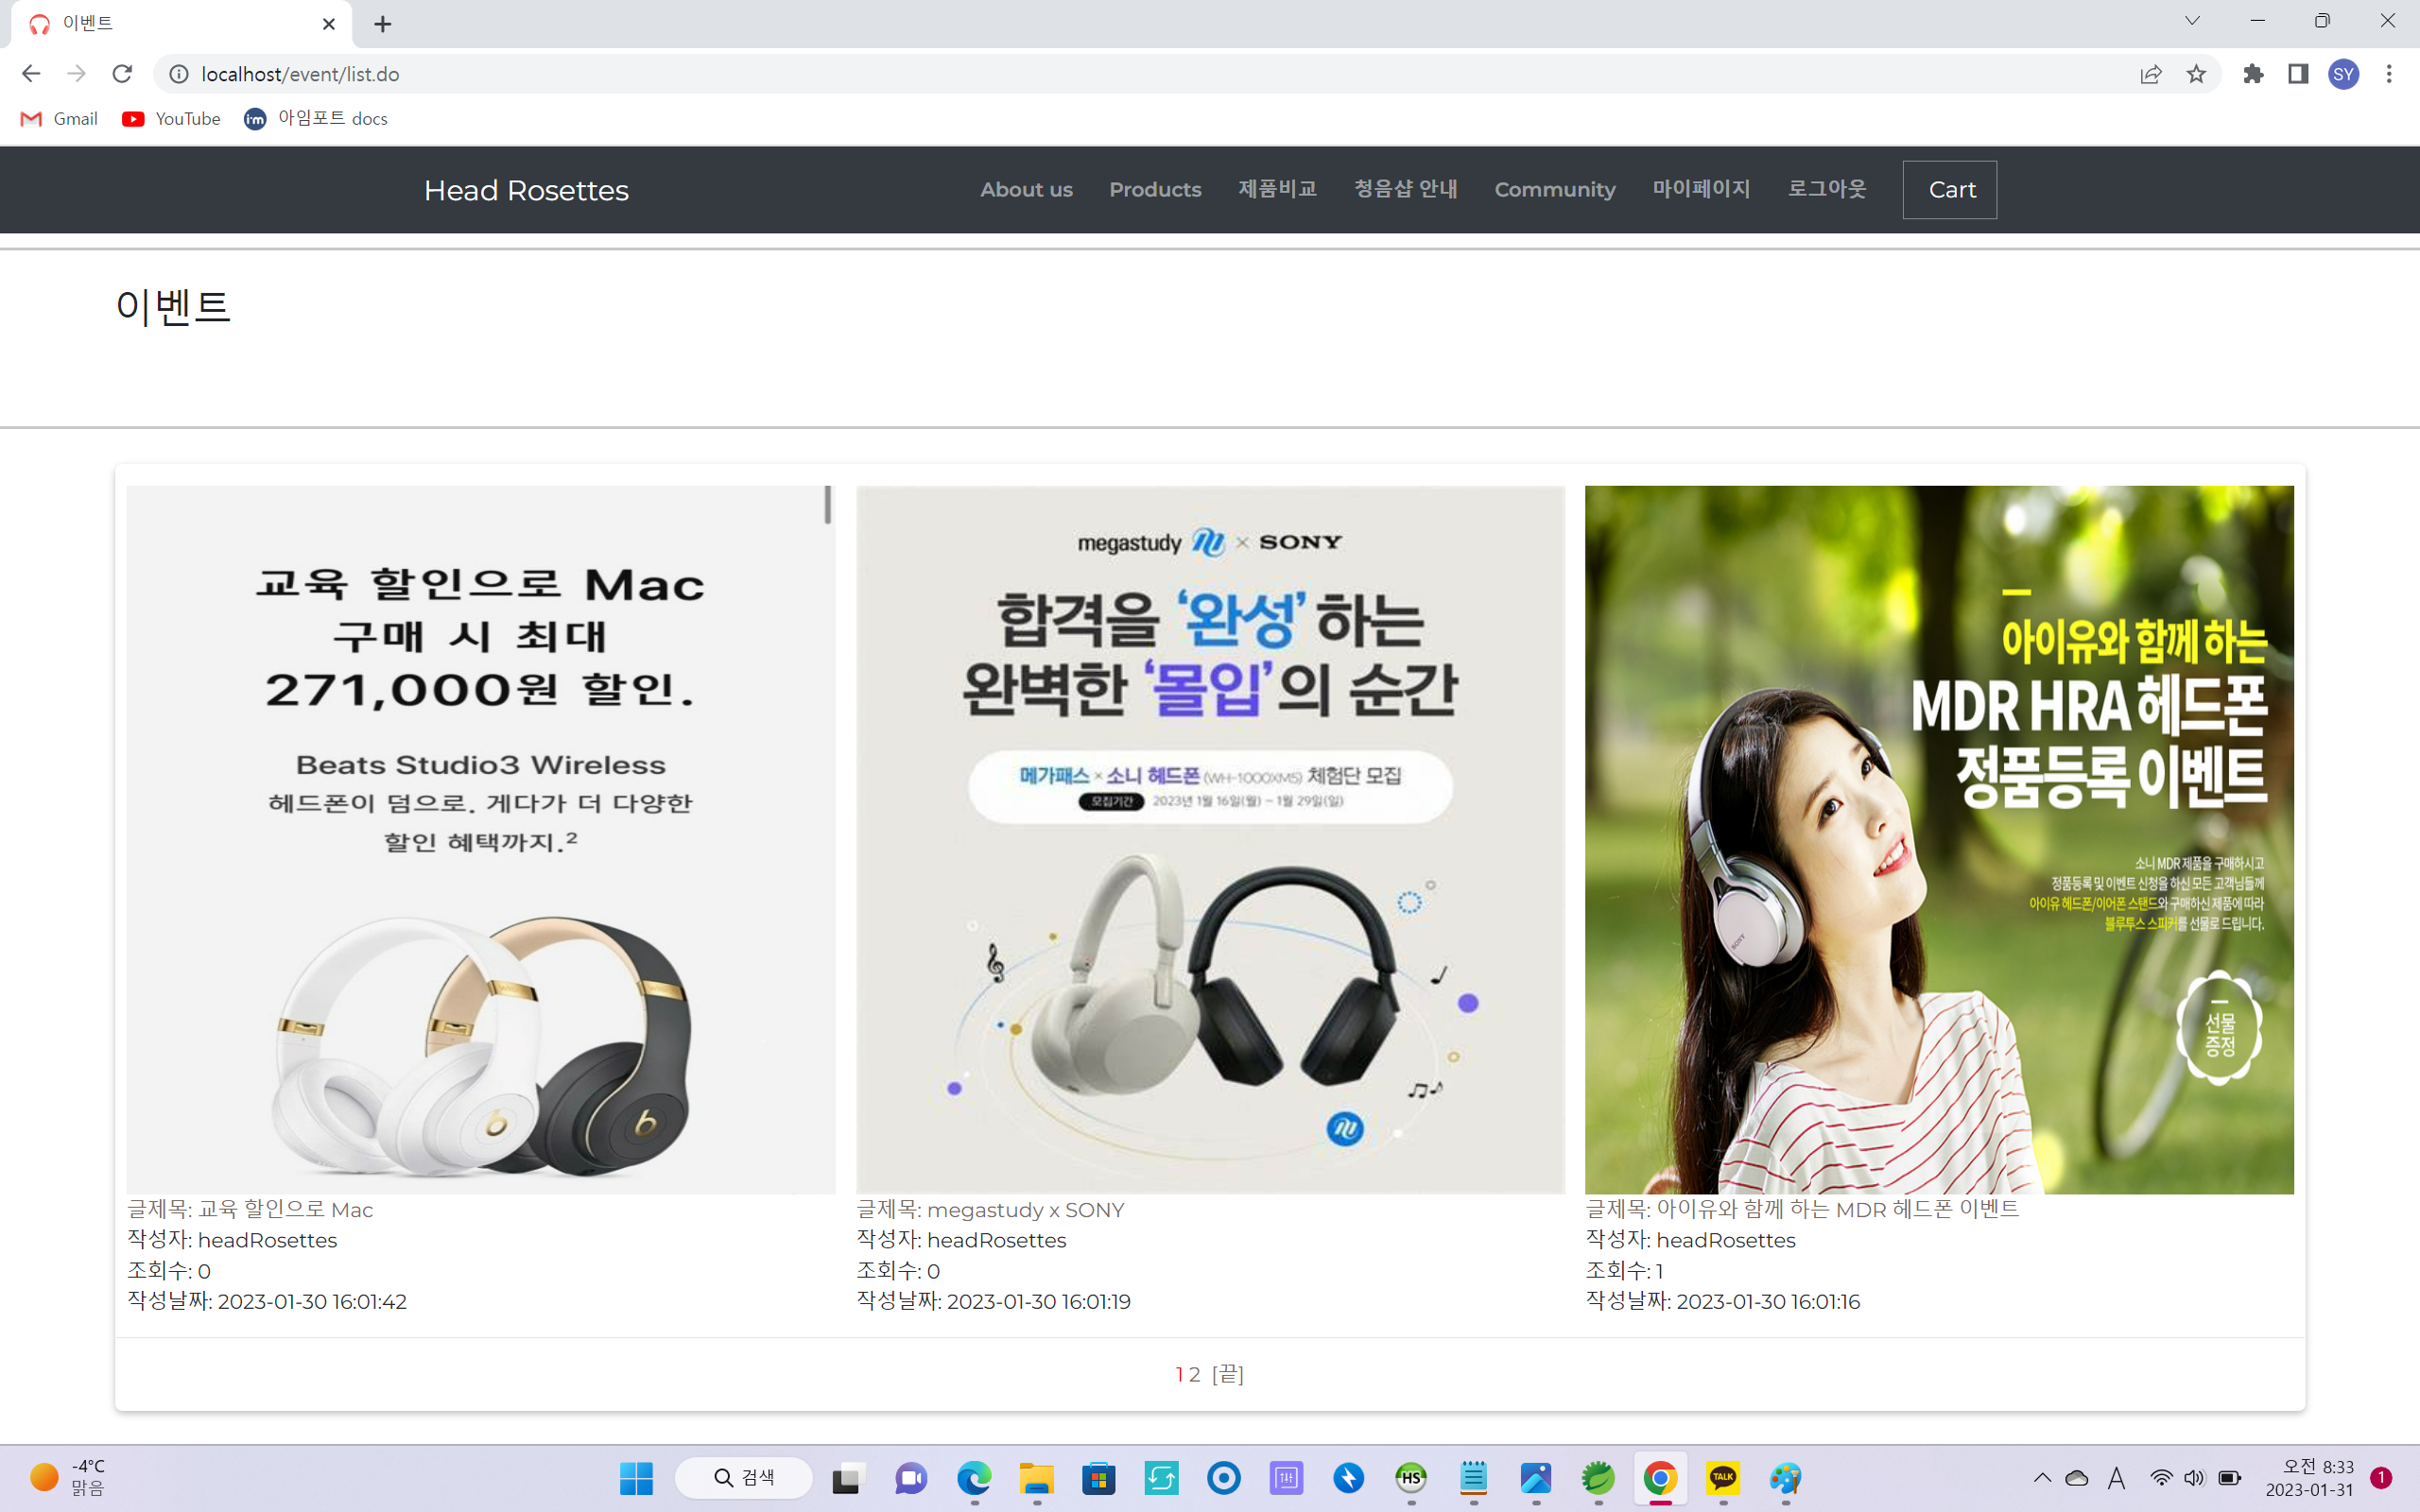 이벤트
localhost/event/list.do
SY
Gmail
YouTube
아임포트 docs
Head Rosettes
About us
Products
제품비교
청음샵 안내
Community
마이페이지
로그아웃
Cart
이벤트
교육 할인으로 Mac
구매 시 최대
271,000원 할인.
Beats Studio3 Wireless
헤드폰이 덤으로. 게다가 더 다양한
할인 혜택까지.²
글제목: 교육 할인으로 Mac
작성자: headRosettes
조회수: 0
작성날짜: 2023-01-30 16:01:42
megastudy × SONY
합격을 ‘완성’ 하는
완벽한 ‘몰입’의 순간
메가패스 × 소니 헤드폰 (WH-1000XM5) 체험단 모집
모집기간 2023년 1월 16일(월) ~ 1월 29일(일)
글제목: megastudy x SONY
작성자: headRosettes
조회수: 0
작성날짜: 2023-01-30 16:01:19
아이유와 함께 하는
MDR HRA 헤드폰
정품등록 이벤트
소니 MDR 제품을 구매하시고
정품등록 및 이벤트 신청을 하신 모든 고객님들께
아이유 헤드폰/이어폰 스탠드와 구매하신 제품에 따라
블루투스 스피커를 선물로 드립니다.
선물
증정
SONY
글제목: 아이유와 함께 하는 MDR 헤드폰 이벤트
작성자: headRosettes
조회수: 1
작성날짜: 2023-01-30 16:01:16
1 2 [끝]
-4°C
맑음
검색
HS
TALK
A
오전 8:33
2023-01-31
1